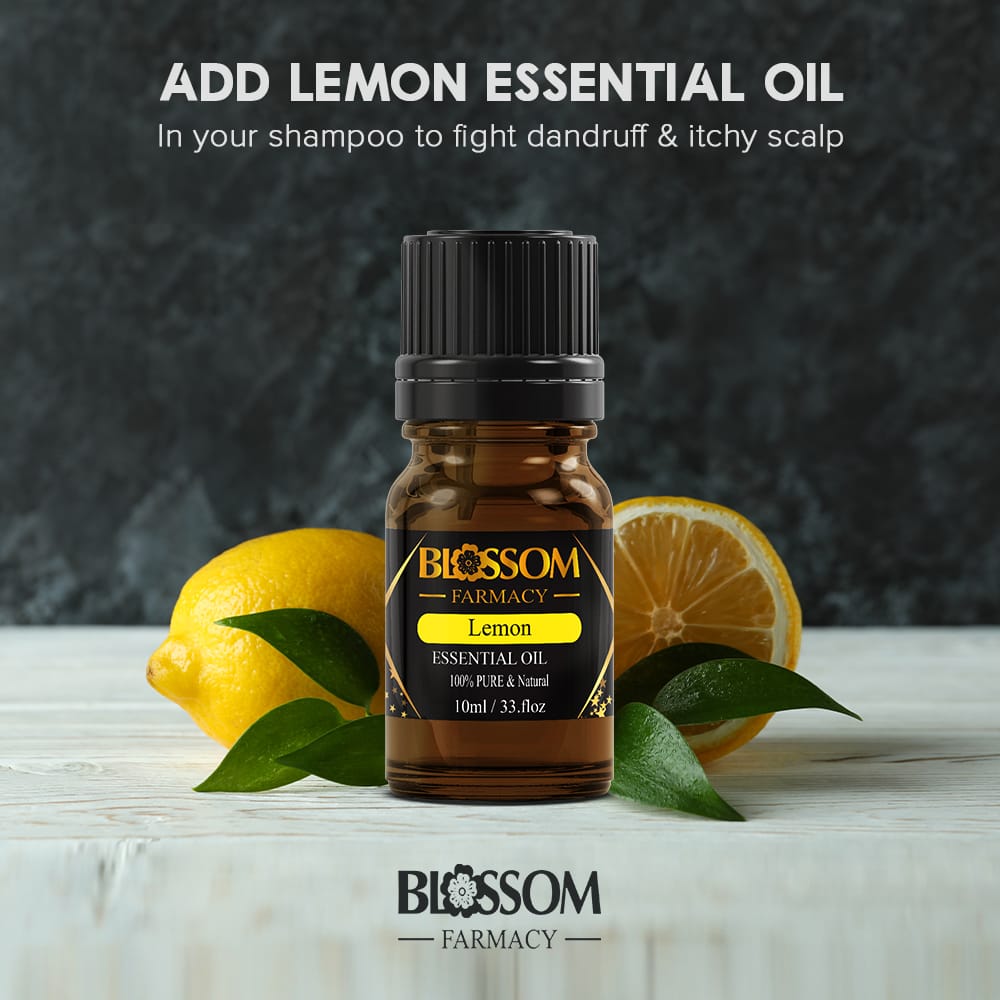 ADD LEMON ESSENTIAL OIL
In your shampoo to fight dandruff & itchy scalp
BLOSSOM
FARMACY
Lemon
ESSENTIAL OIL
100% PURE & Natural
10ml / 33.floz
BLOSSOM
FARMACY